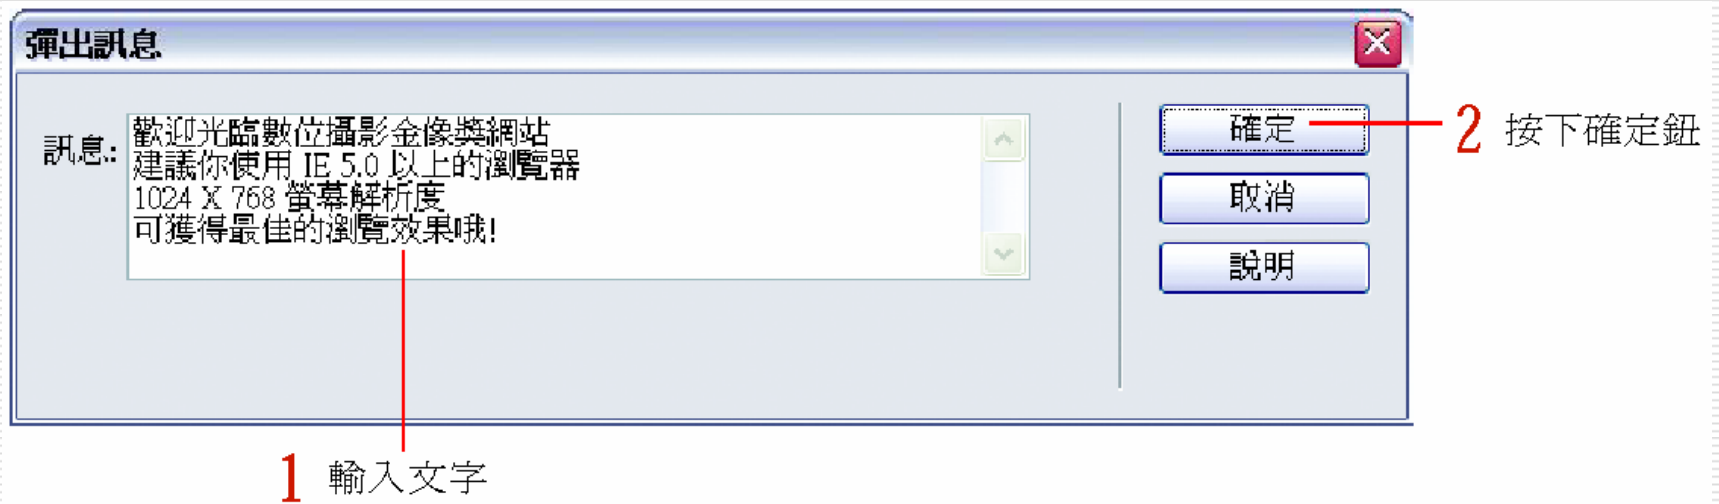 彈出訊息
訊息:
歡迎光臨數位攝影金像獎網站
建議你使用 IE 5.0 以上的瀏覽器
1024 X 768 螢幕解析度
可獲得最佳的瀏覽效果哦!
確定
取消
說明
2 按下確定鈕
1 輸入文字